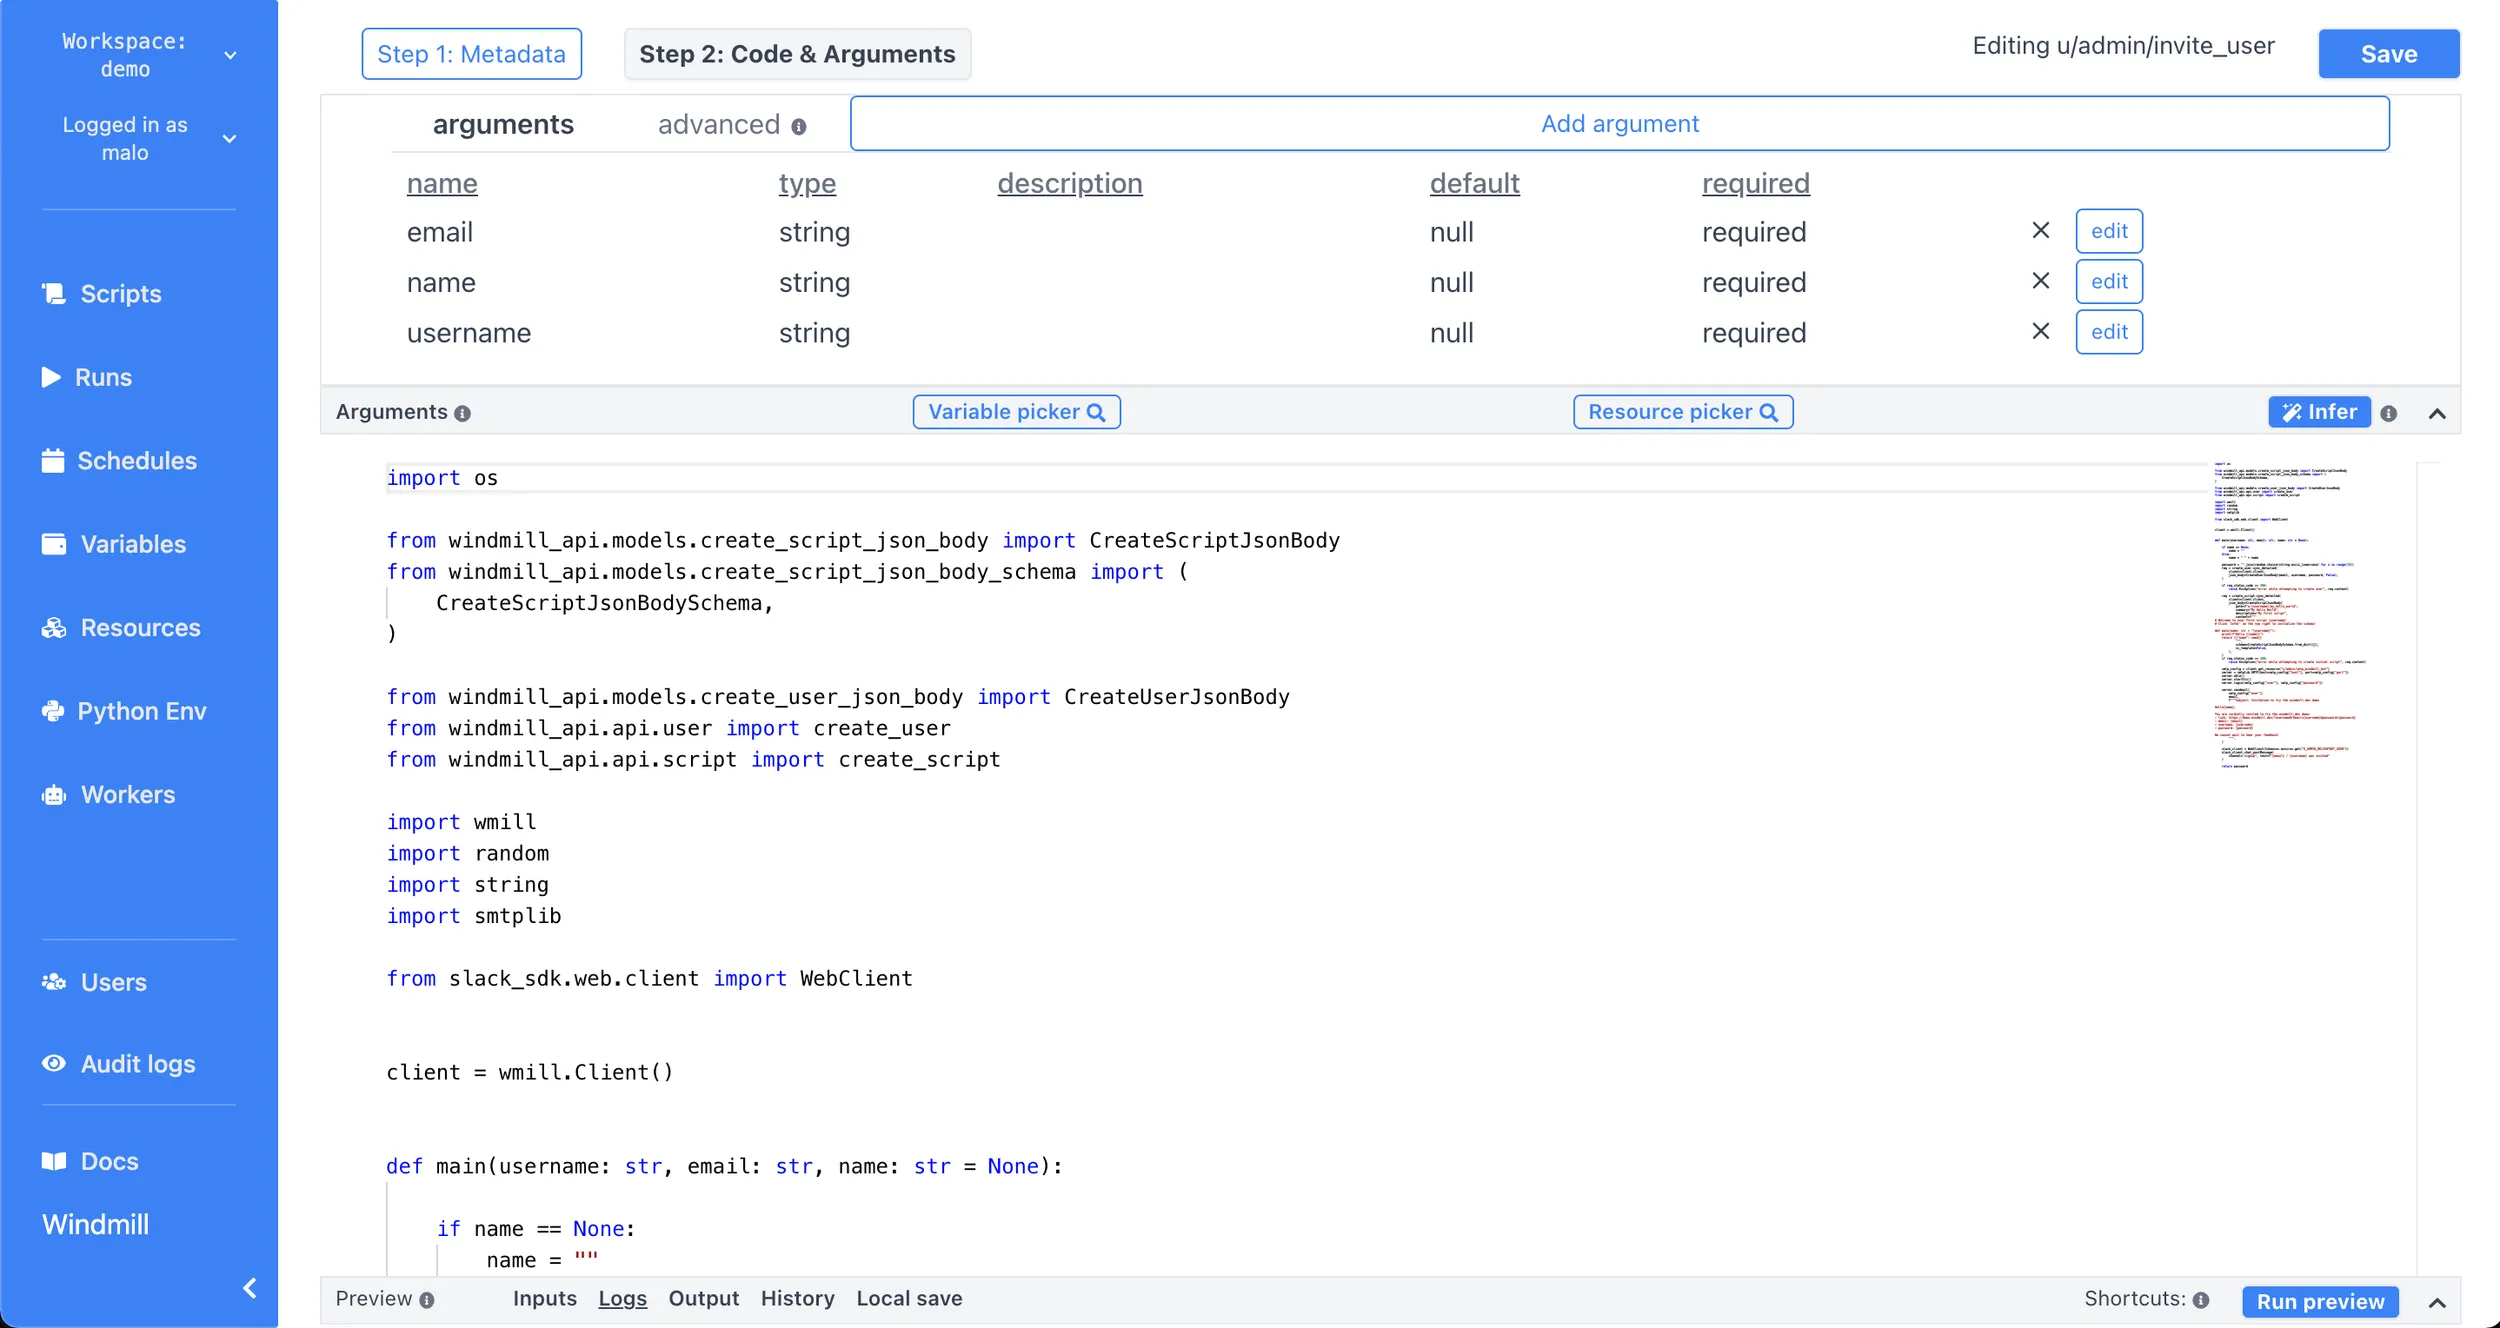 Workspace:
demo
Logged in as
malo
Scripts
Runs
Schedules
Variables
Resources
Python Env
Workers
Users
Audit logs
Docs
Windmill
Step 1: Metadata
Step 2: Code & Arguments
Editing u/admin/invite_user
Save
arguments
advanced
Add argument
name type description default required
email string null required edit
name string null required edit
username string null required edit
Arguments
Variable picker
Resource picker
Infer
import os
from windmill_api.models.create_script_json_body import CreateScriptJsonBody
from windmill_api.models.create_script_json_body_schema import (
CreateScriptJsonBodySchema,
)
from windmill_api.models.create_user_json_body import CreateUserJsonBody
from windmill_api.api.user import create_user
from windmill_api.api.script import create_script
import wmill
import random
import string
import smtplib
from slack_sdk.web.client import WebClient
client = wmill.Client()
def main(username: str, email: str, name: str = None):
if name == None:
name = ""
Preview
Inputs
Logs
Output
History
Local save
Shortcuts:
Run preview